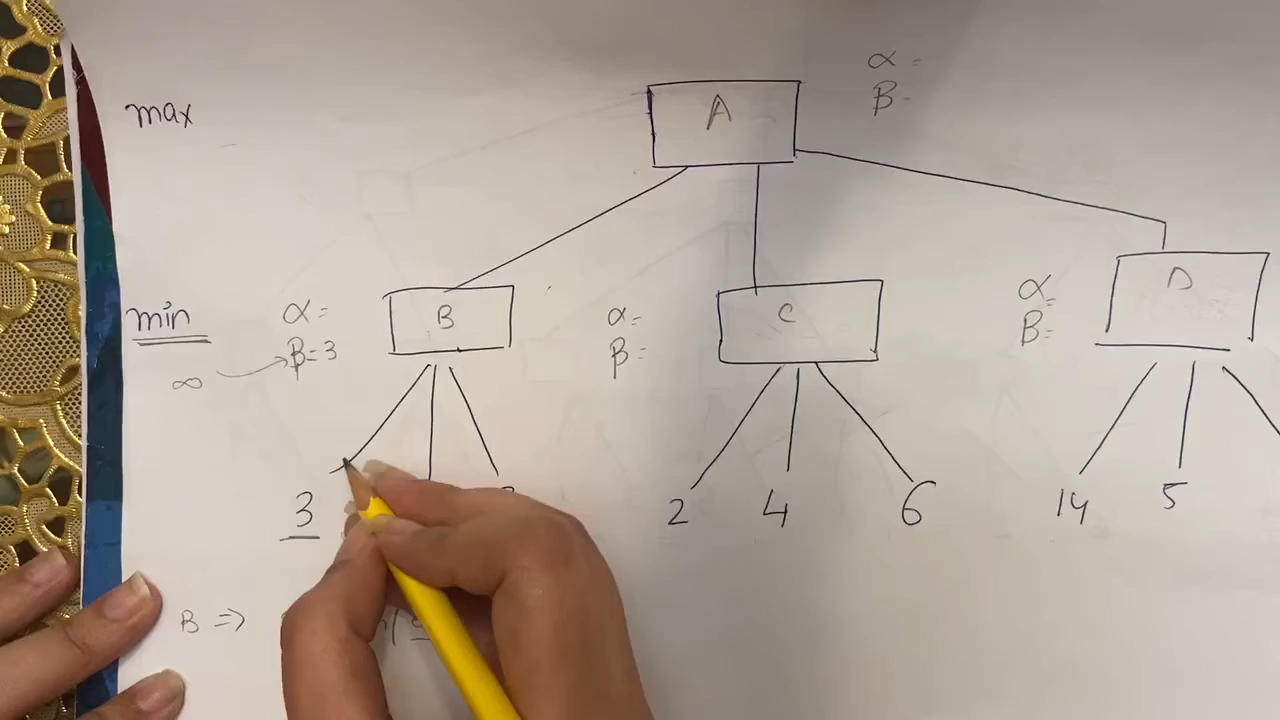 α =
max
A
β -
α =
B
α =
C
α =
D
min
β = 3
β =
β =
∞
3
2
4
6
14
5
B =>